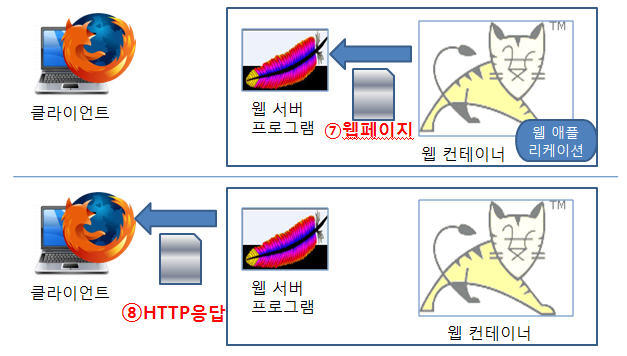 TM
클라이언트
웹 서버
프로그램
⑦웹페이지
웹 컨테이너
웹 애플
리케이션
TM
클라이언트
⑧HTTP응답
웹 서버
프로그램
웹 컨테이너